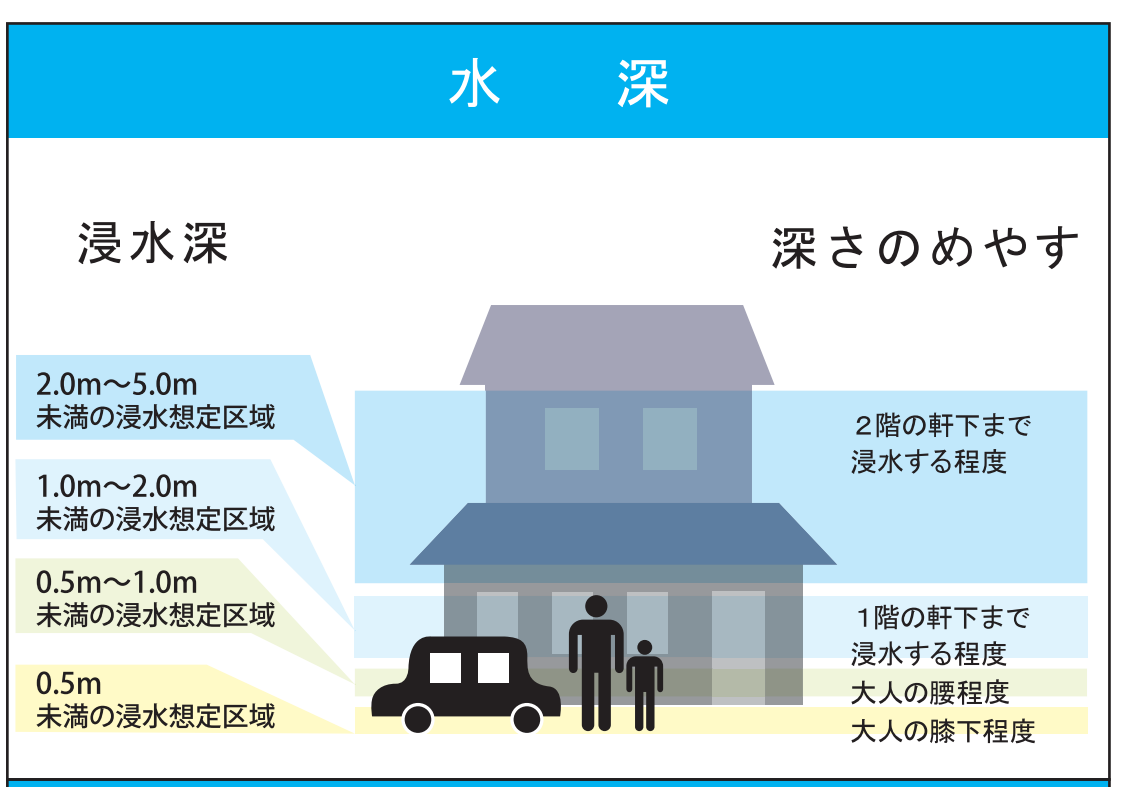 水　深
浸水深
深さのめやす
2.0m～5.0m
未満の浸水想定区域
2階の軒下まで
浸水する程度
1.0m～2.0m
未満の浸水想定区域
1階の軒下まで
浸水する程度
0.5m～1.0m
未満の浸水想定区域
大人の腰程度
0.5m
未満の浸水想定区域
大人の膝下程度